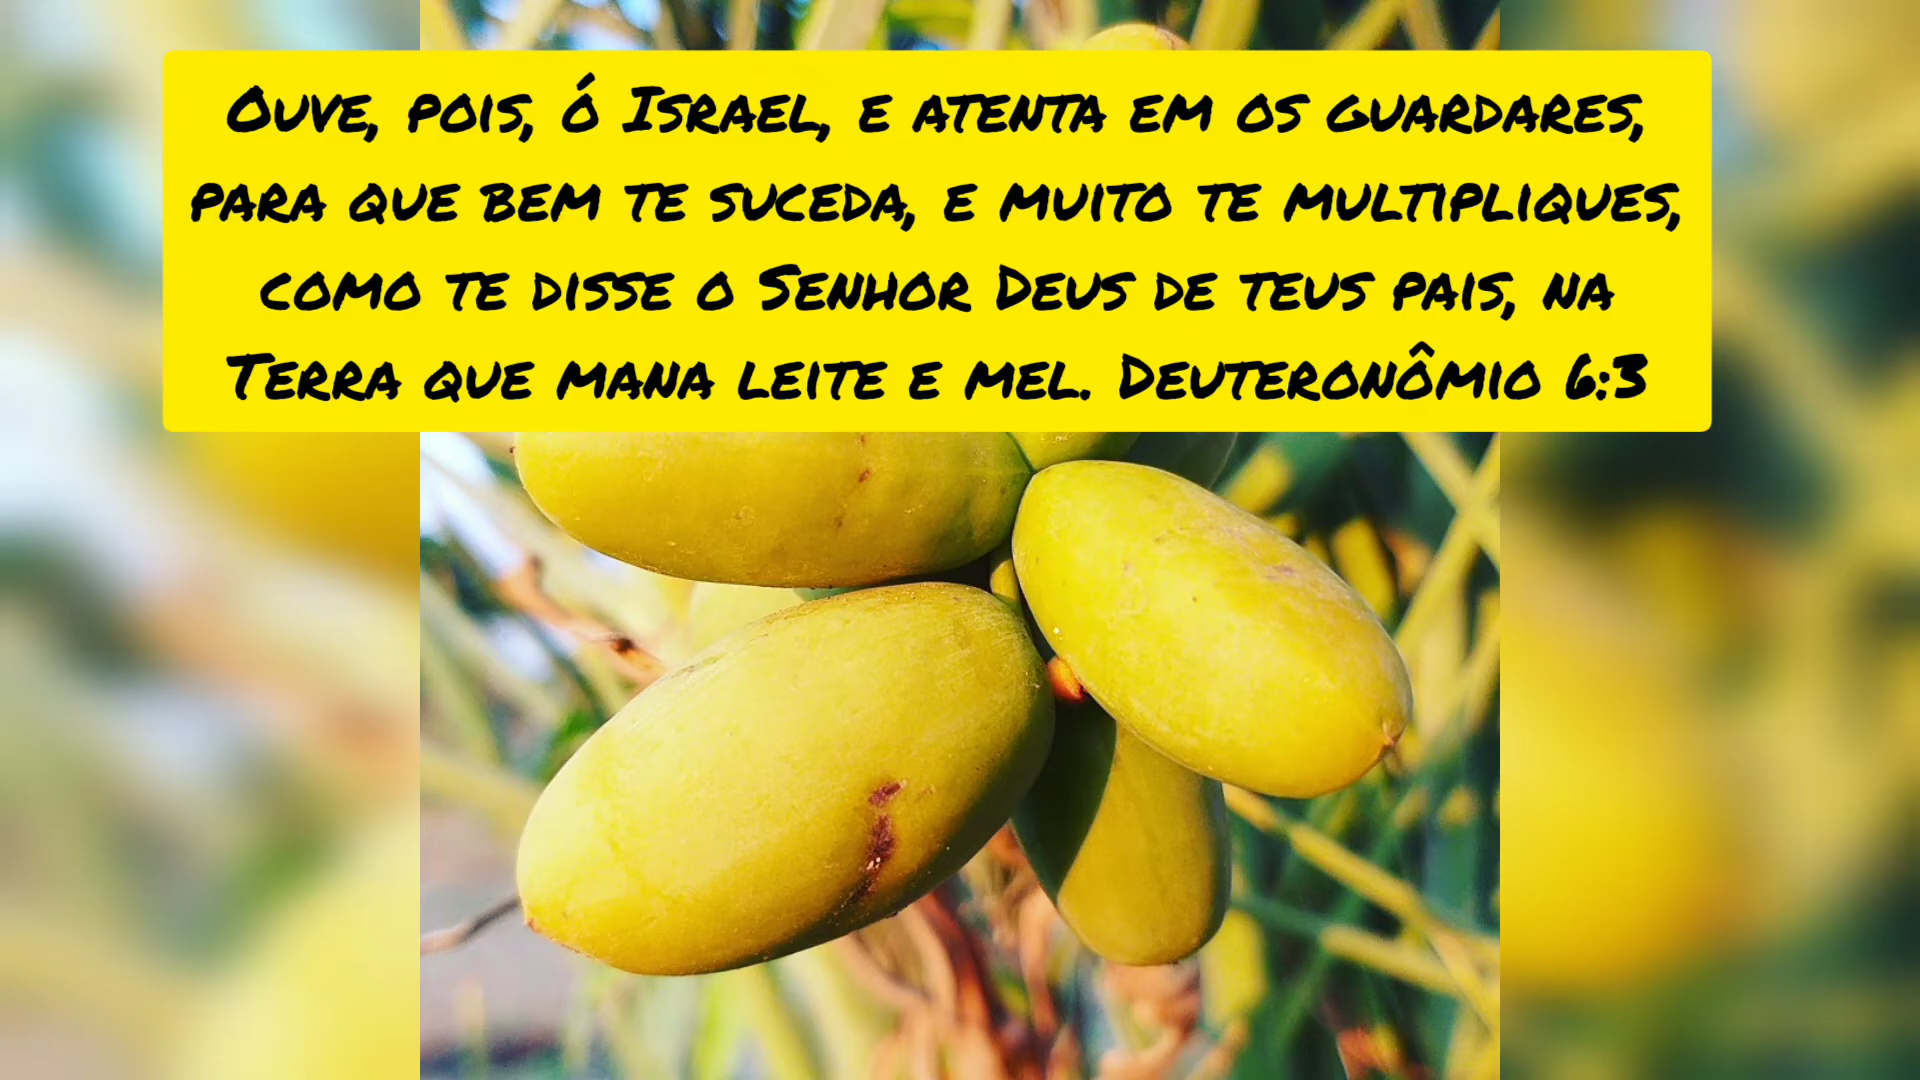 Ouve, pois, ó Israel, e atenta em os guardares,
para que bem te suceda, e muito te multipliques,
como te disse o Senhor Deus de teus pais, na
Terra que mana leite e mel. Deuteronômio 6:3